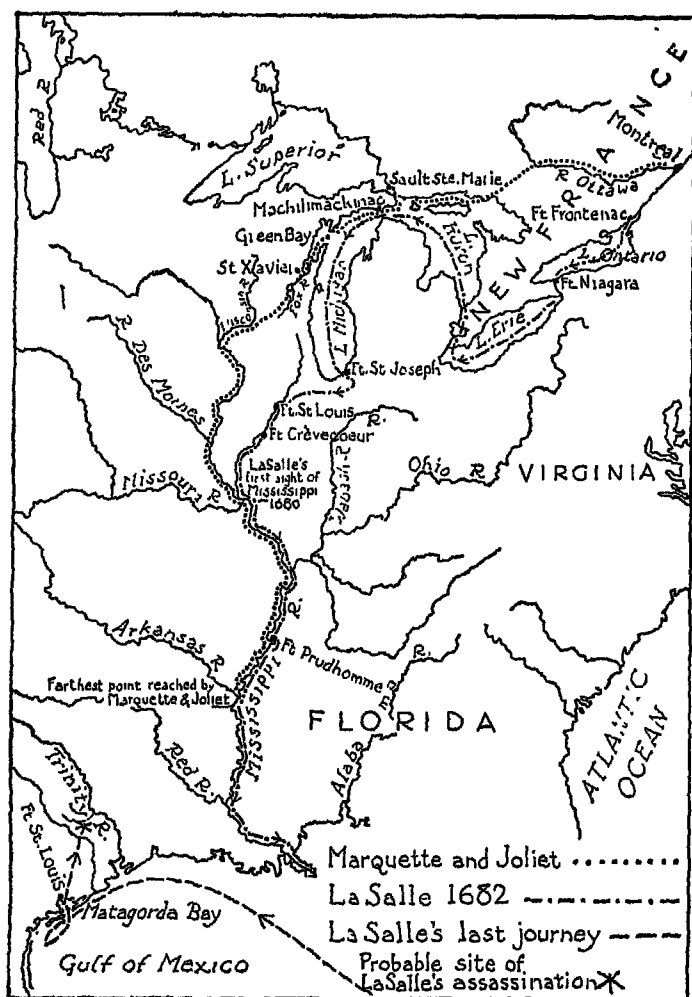 NEW FRANCE
Red R.
L. Superior
Montreal
R. Ottawa
Sault Ste. Marie
Machilimackinac
Ft Frontenac
Green Bay
L. Huron
L. Ontario
St Xavier
Ft. Niagara
Fox R.
L. Michigan
L. Erie
R. Des Moines
Ft. St Joseph
Ft. St Louis
R.
Ft Crèvecoeur
LaSalle's
first sight of
Mississippi
1680
Ohio R.
VIRGINIA
Missouri R.
Arkansas R.
Ft Prudhomme
Farthest point reached by
Marquette & Joliet
Mississippi R.
FLORIDA
Alabama R.
ATLANTIC
OCEAN
Red R.
Trinity R.
Ft St. Louis
Marquette and Joliet
La Salle 1682
La Salle's last journey
Matagorda Bay
Gulf of Mexico
Probable site of
LaSalle's assassination